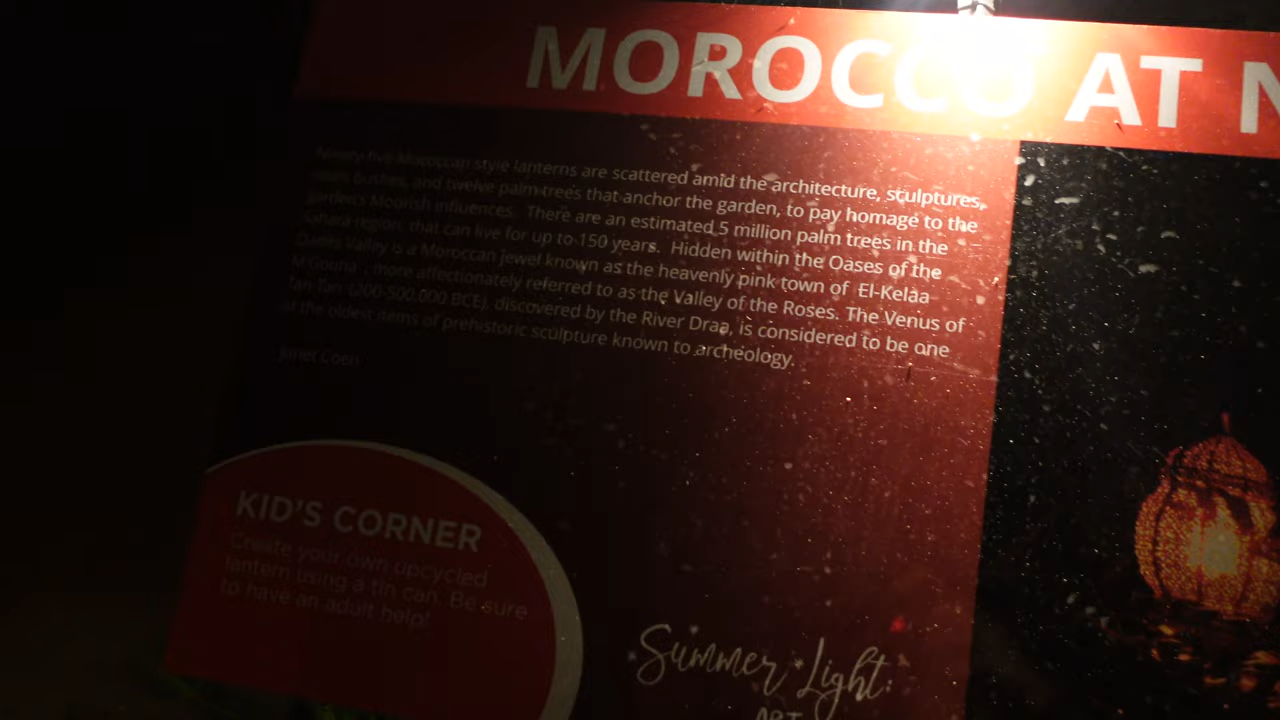 MOROCCO AT N
Ninety-five Moroccan style lanterns are scattered amid the architecture, sculptures,
bushes, and twelve palm trees that anchor the garden, to pay homage to the
garden's Moorish influences. There are an estimated 5 million palm trees in the
Sahara region, that can live for up to 150 years. Hidden within the Oases of the
Valley is a Moroccan jewel known as the heavenly pink town of El-Kelaa
M'Gouna , more affectionately referred to as the Valley of the Roses. The Venus of
Tan Tan (200-500,000 BCE), discovered by the River Draa, is considered to be one
of the oldest items of prehistoric sculpture known to archeology.
Janet Coen
KID'S CORNER
Create your own upcycled
lantern using a tin can. Be sure
to have an adult help!
Summer Light:
ART